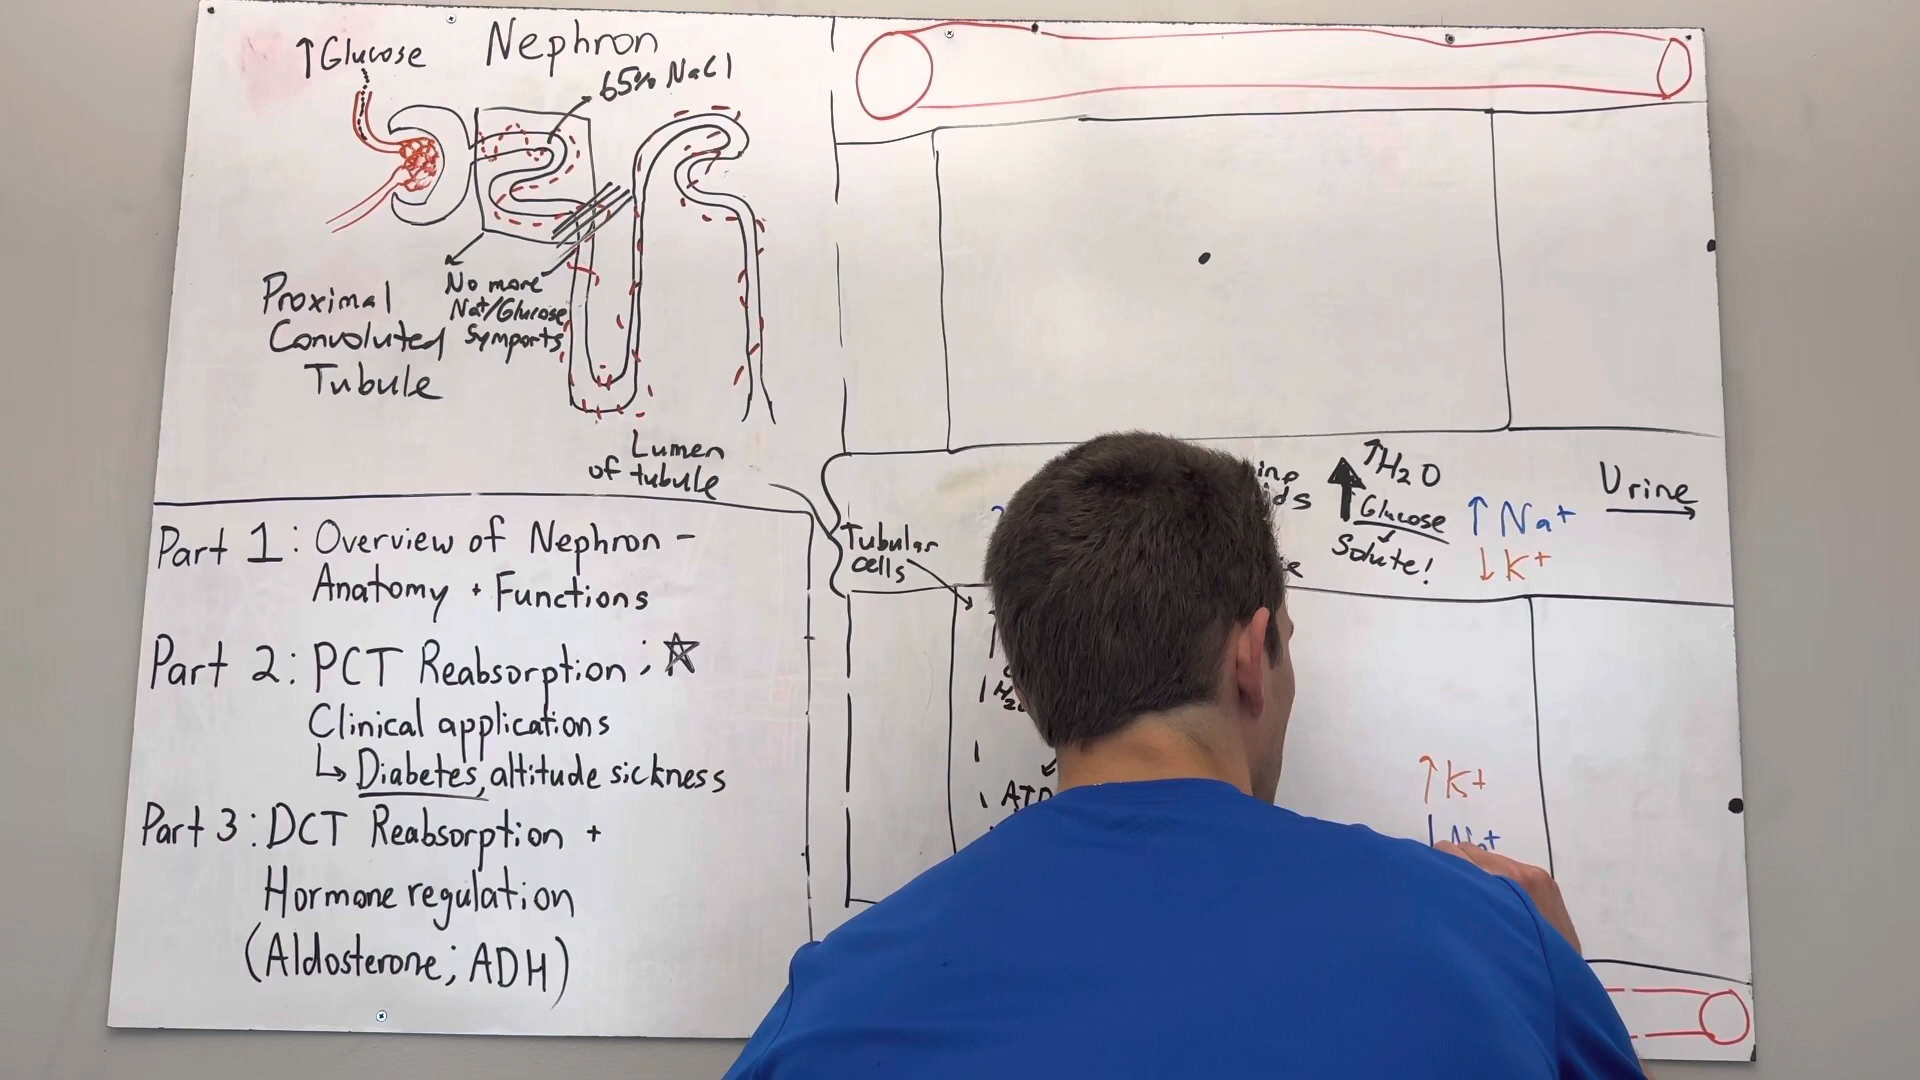 ↑Glucose
Nephron
65% NaCl
Proximal
Convoluted
Tubule
No more
Na+/Glucose
Symports
Lumen
of tubule
Part 1: Overview of Nephron -
Anatomy + Functions
Part 2: PCT Reabsorption; ☆
Clinical applications
↳ Diabetes, altitude sickness
Part 3: DCT Reabsorption +
Hormone regulation
(Aldosterone; ADH)
Tubular
cells
↑H2O
Glucose
Solute!
↑Na+
↓K+
Urine
↑K+
↓Na+